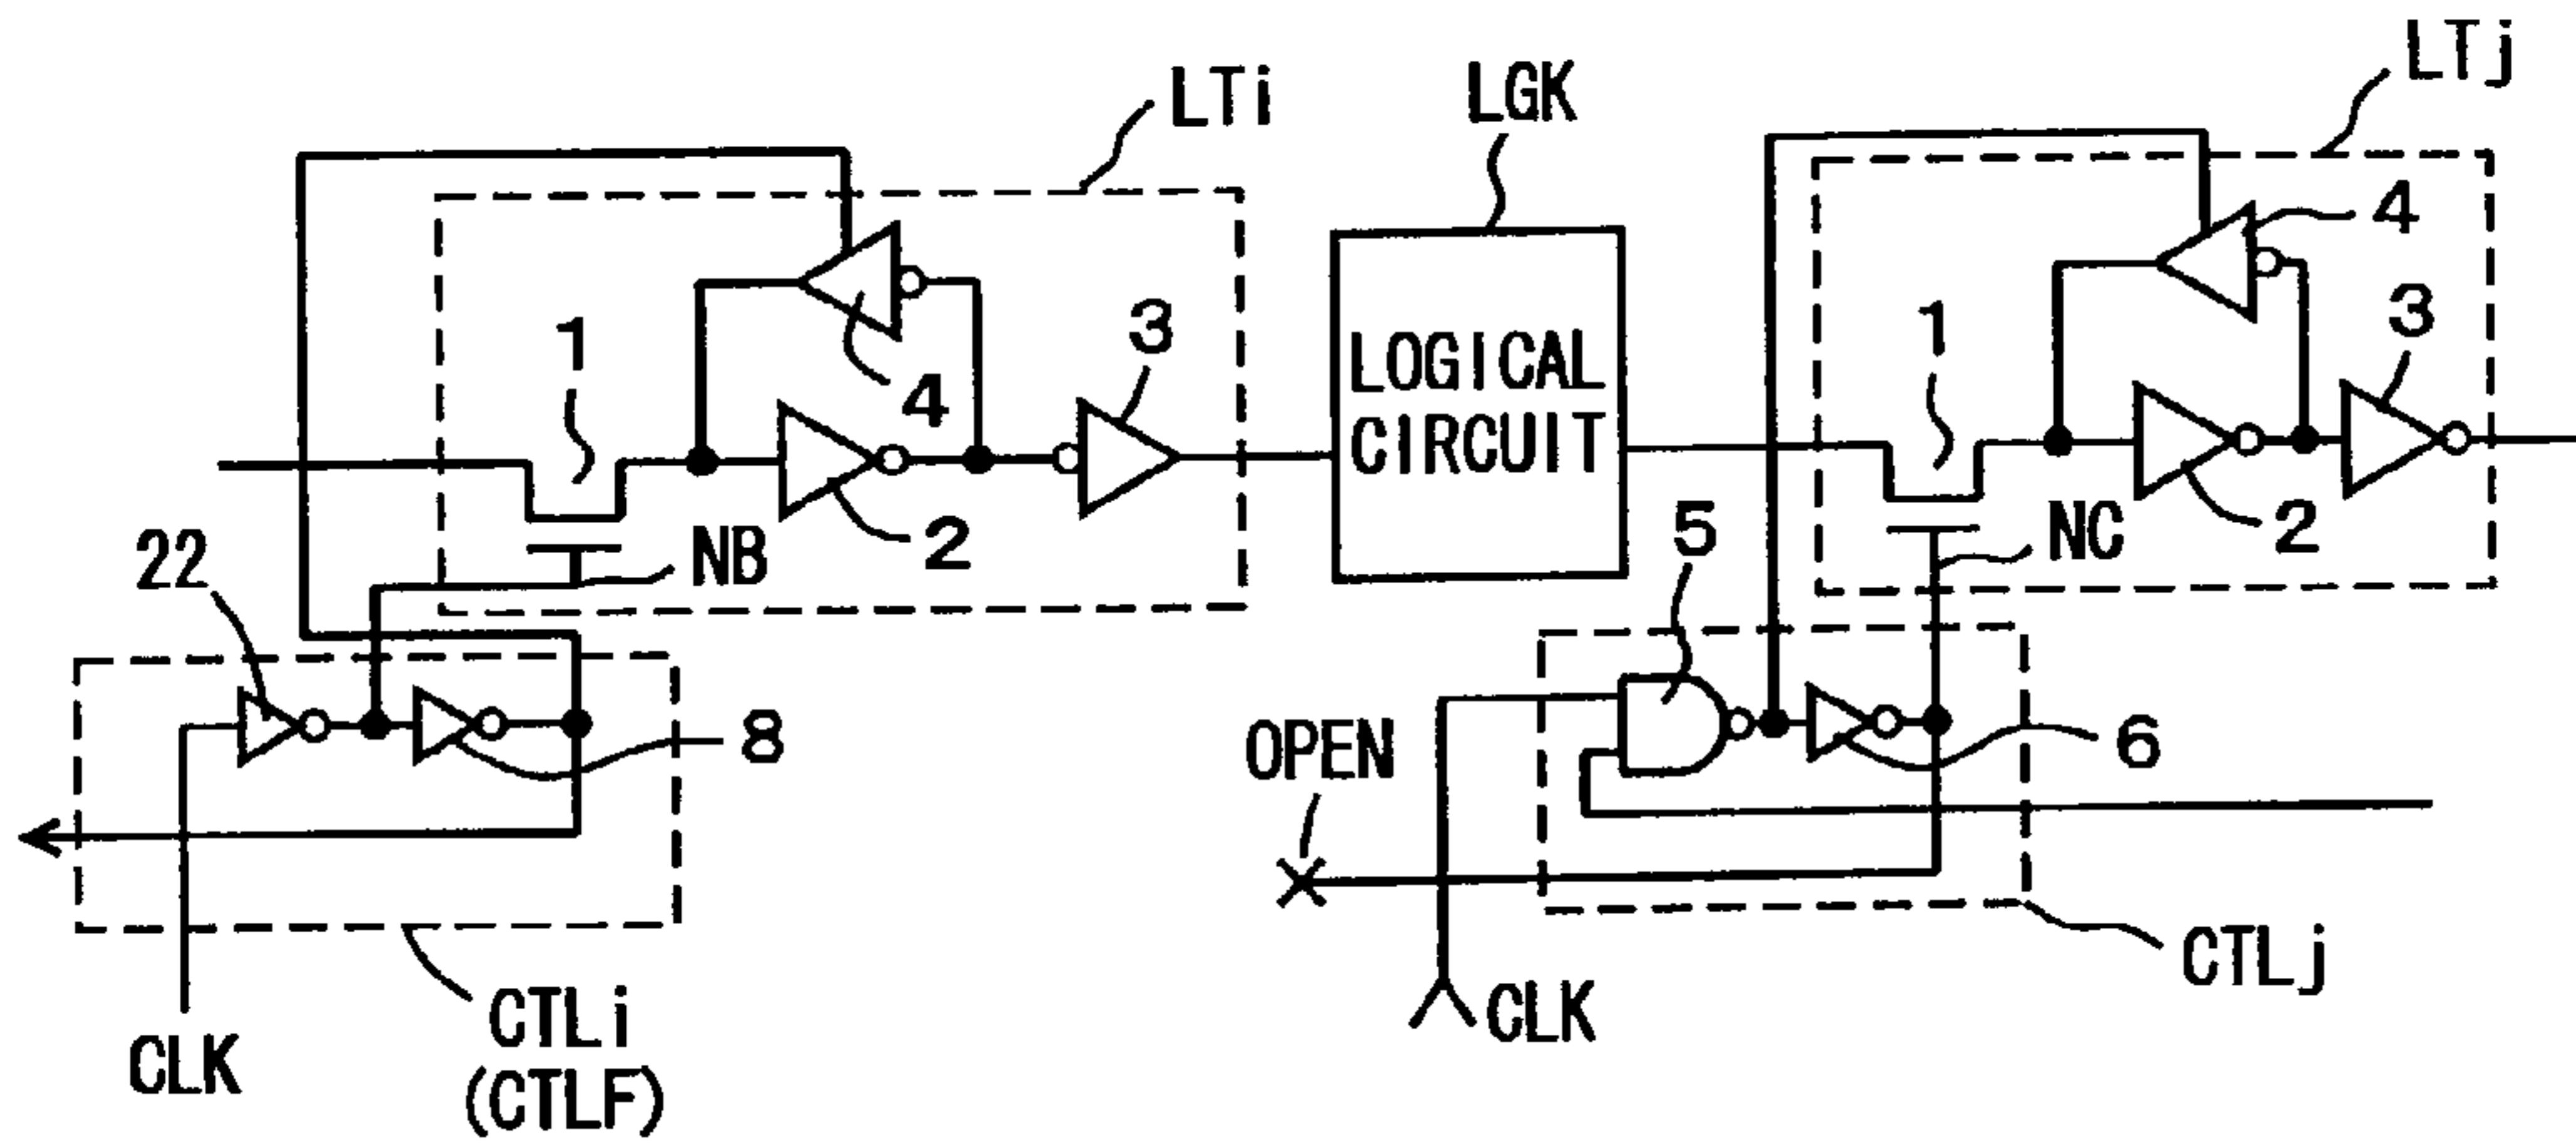 LTi
LGK
LTj
4
3
1
4
2
LOGICAL
CIRCUIT
1
3
2
NB
22
8
5
NC
OPEN
6
CLK
CTLi
(CTLF)
CLK
CTLj